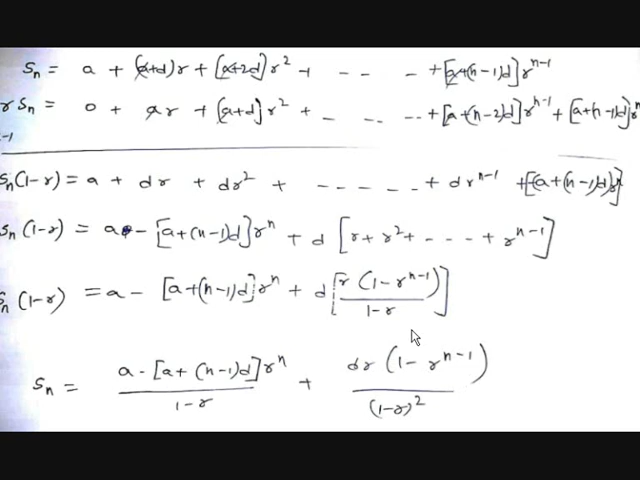 Sn = a + (a+d)r + [a+2d]r² + - - - - - + [a+(n-1)d]r^n-1
rSn = 0 + ar + [a+d]r² + - - - - - + [a+(n-2)d]r^n-1 + [a+(n-1)d]r^n
Sn(1-r) = a + dr + dr² + - - - - - - + dr^n-1 + [-(a+(n-1)d)r^n]
Sn(1-r) = a - [a+(n-1)d]r^n + d [r+r²+ - - - - + r^n-1]
Sn(1-r) = a - [a+(n-1)d]r^n + d[r(1-r^n-1)/1-r]
Sn = a-[a+(n-1)d]r^n/1-r + dr(1-r^n-1)/(1-r)²